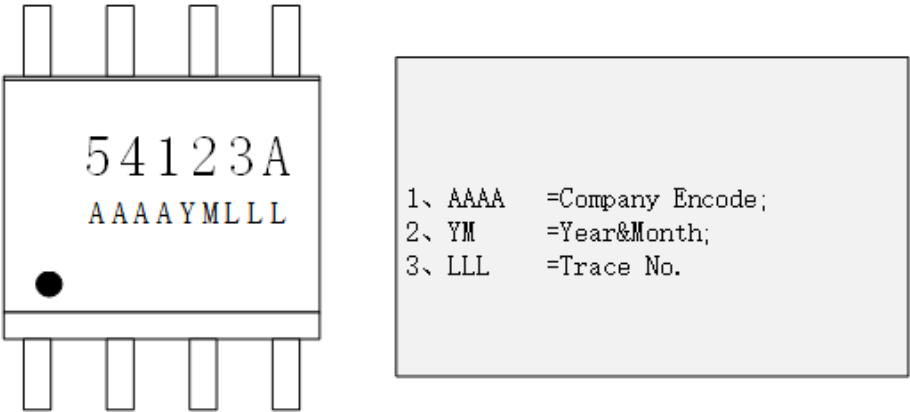 54123A
AAAAYMLLL
1、AAAA =Company Encode;
2、YM =Year&Month;
3、LLL =Trace No.